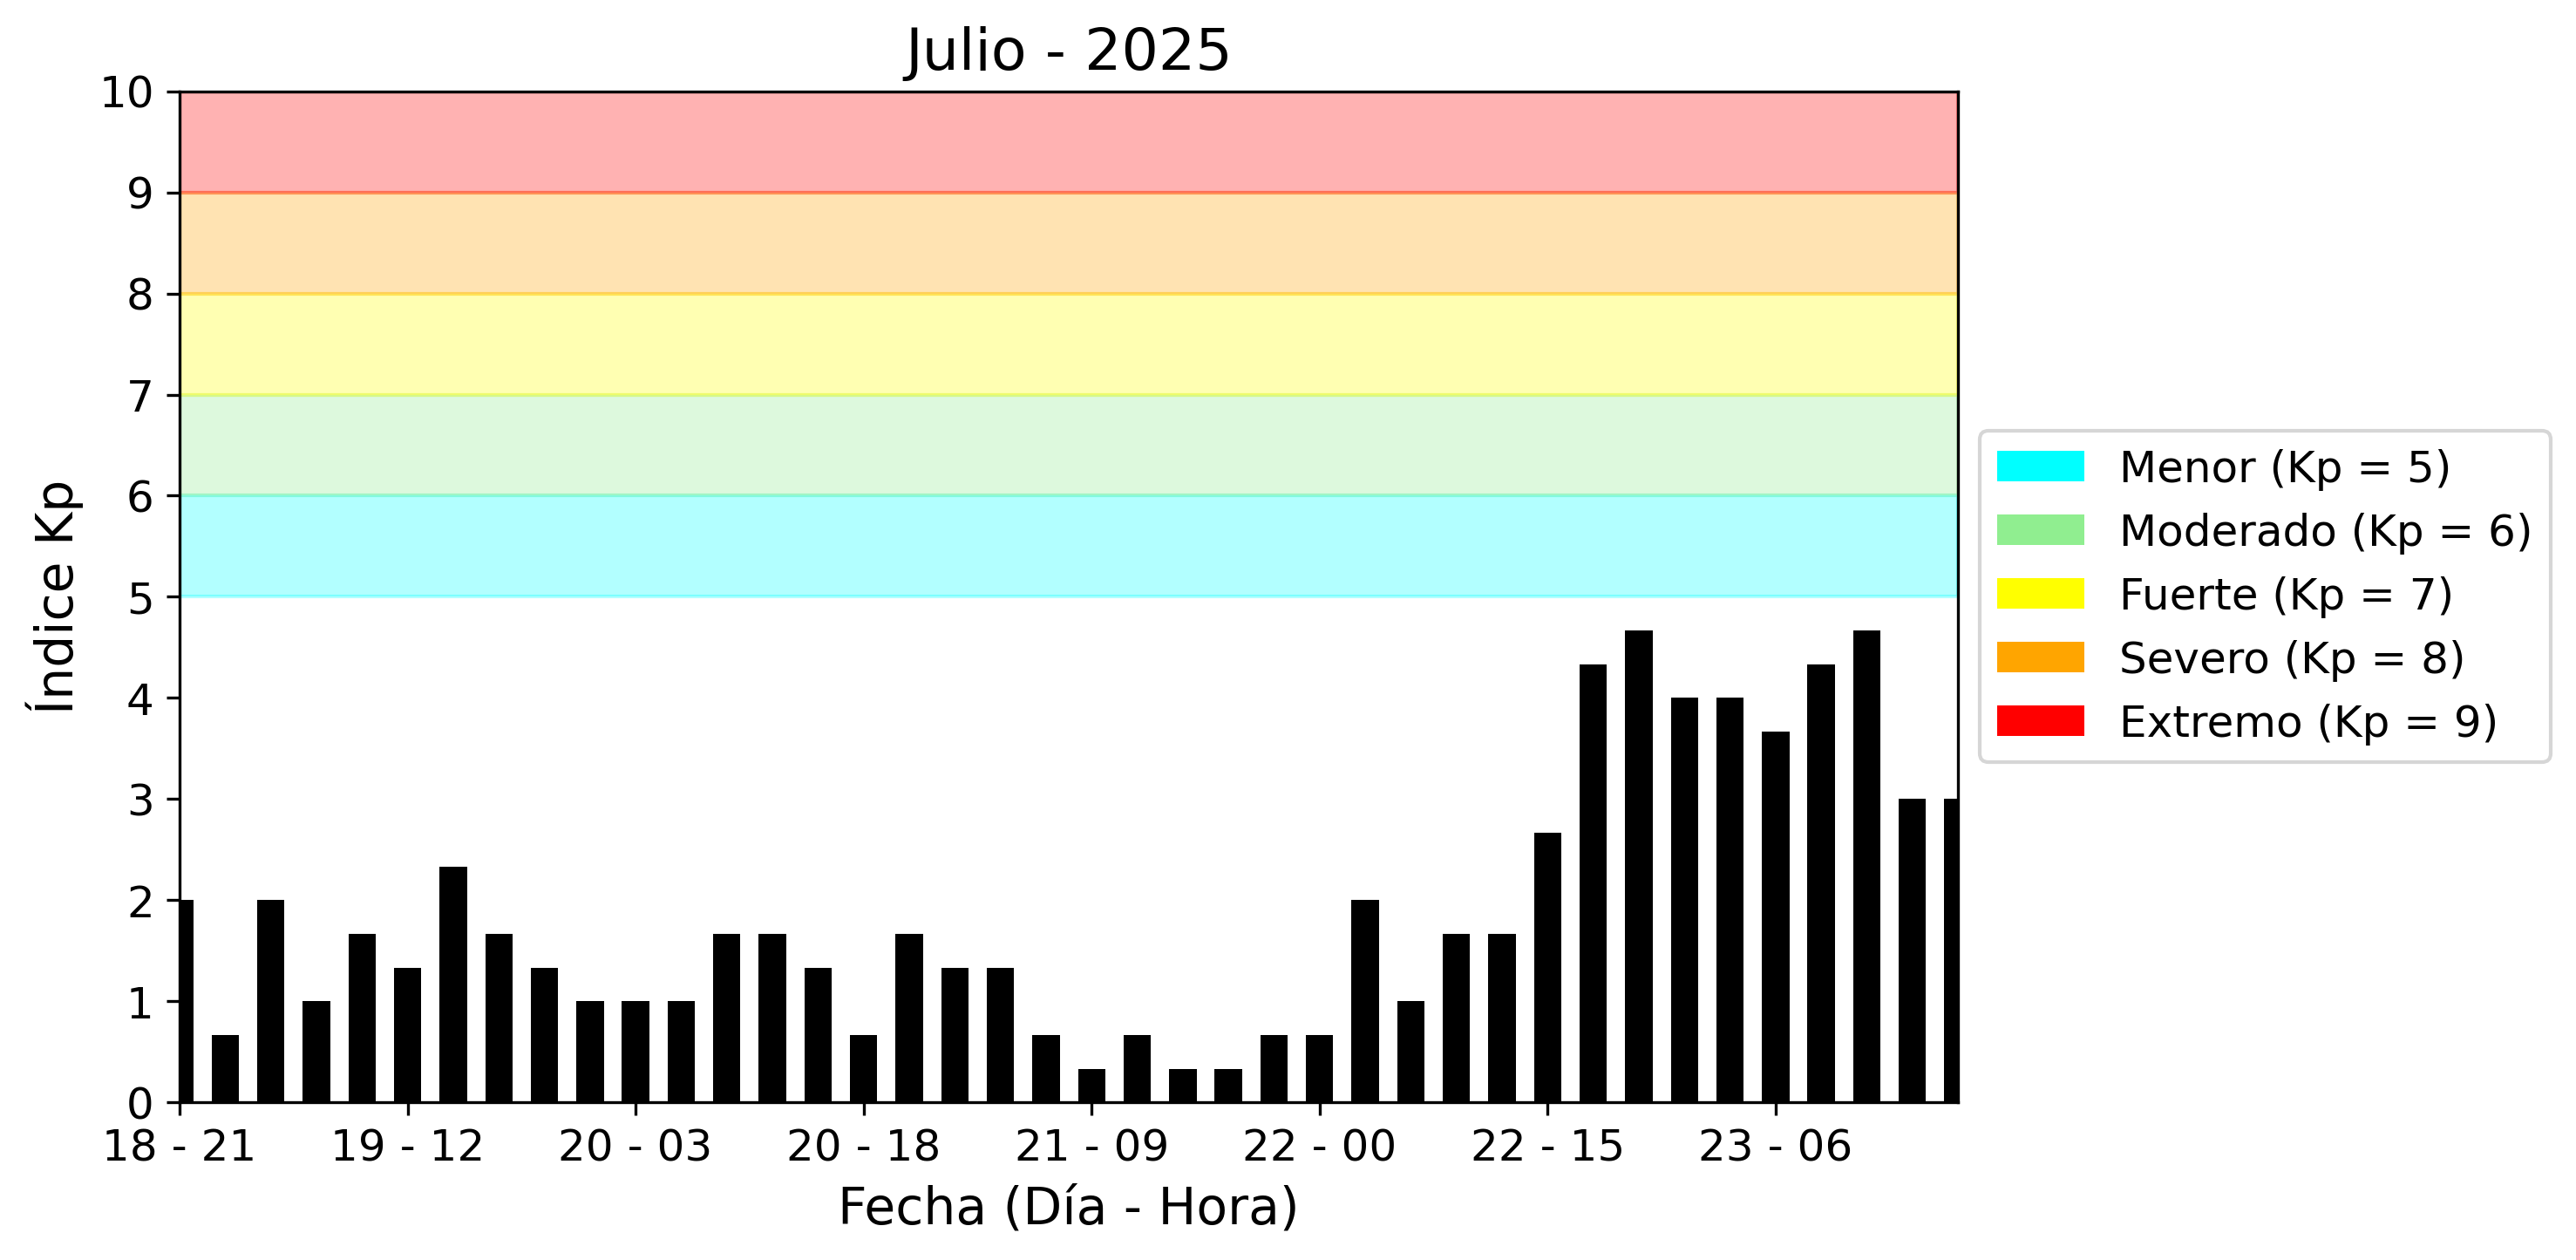 Julio - 2025
10
9
8
7
6
5
4
3
2
1
0
Índice Kp
18 - 21
19 - 12
20 - 03
20 - 18
21 - 09
22 - 00
22 - 15
23 - 06
Fecha (Día - Hora)
Menor (Kp = 5)
Moderado (Kp = 6)
Fuerte (Kp = 7)
Severo (Kp = 8)
Extremo (Kp = 9)